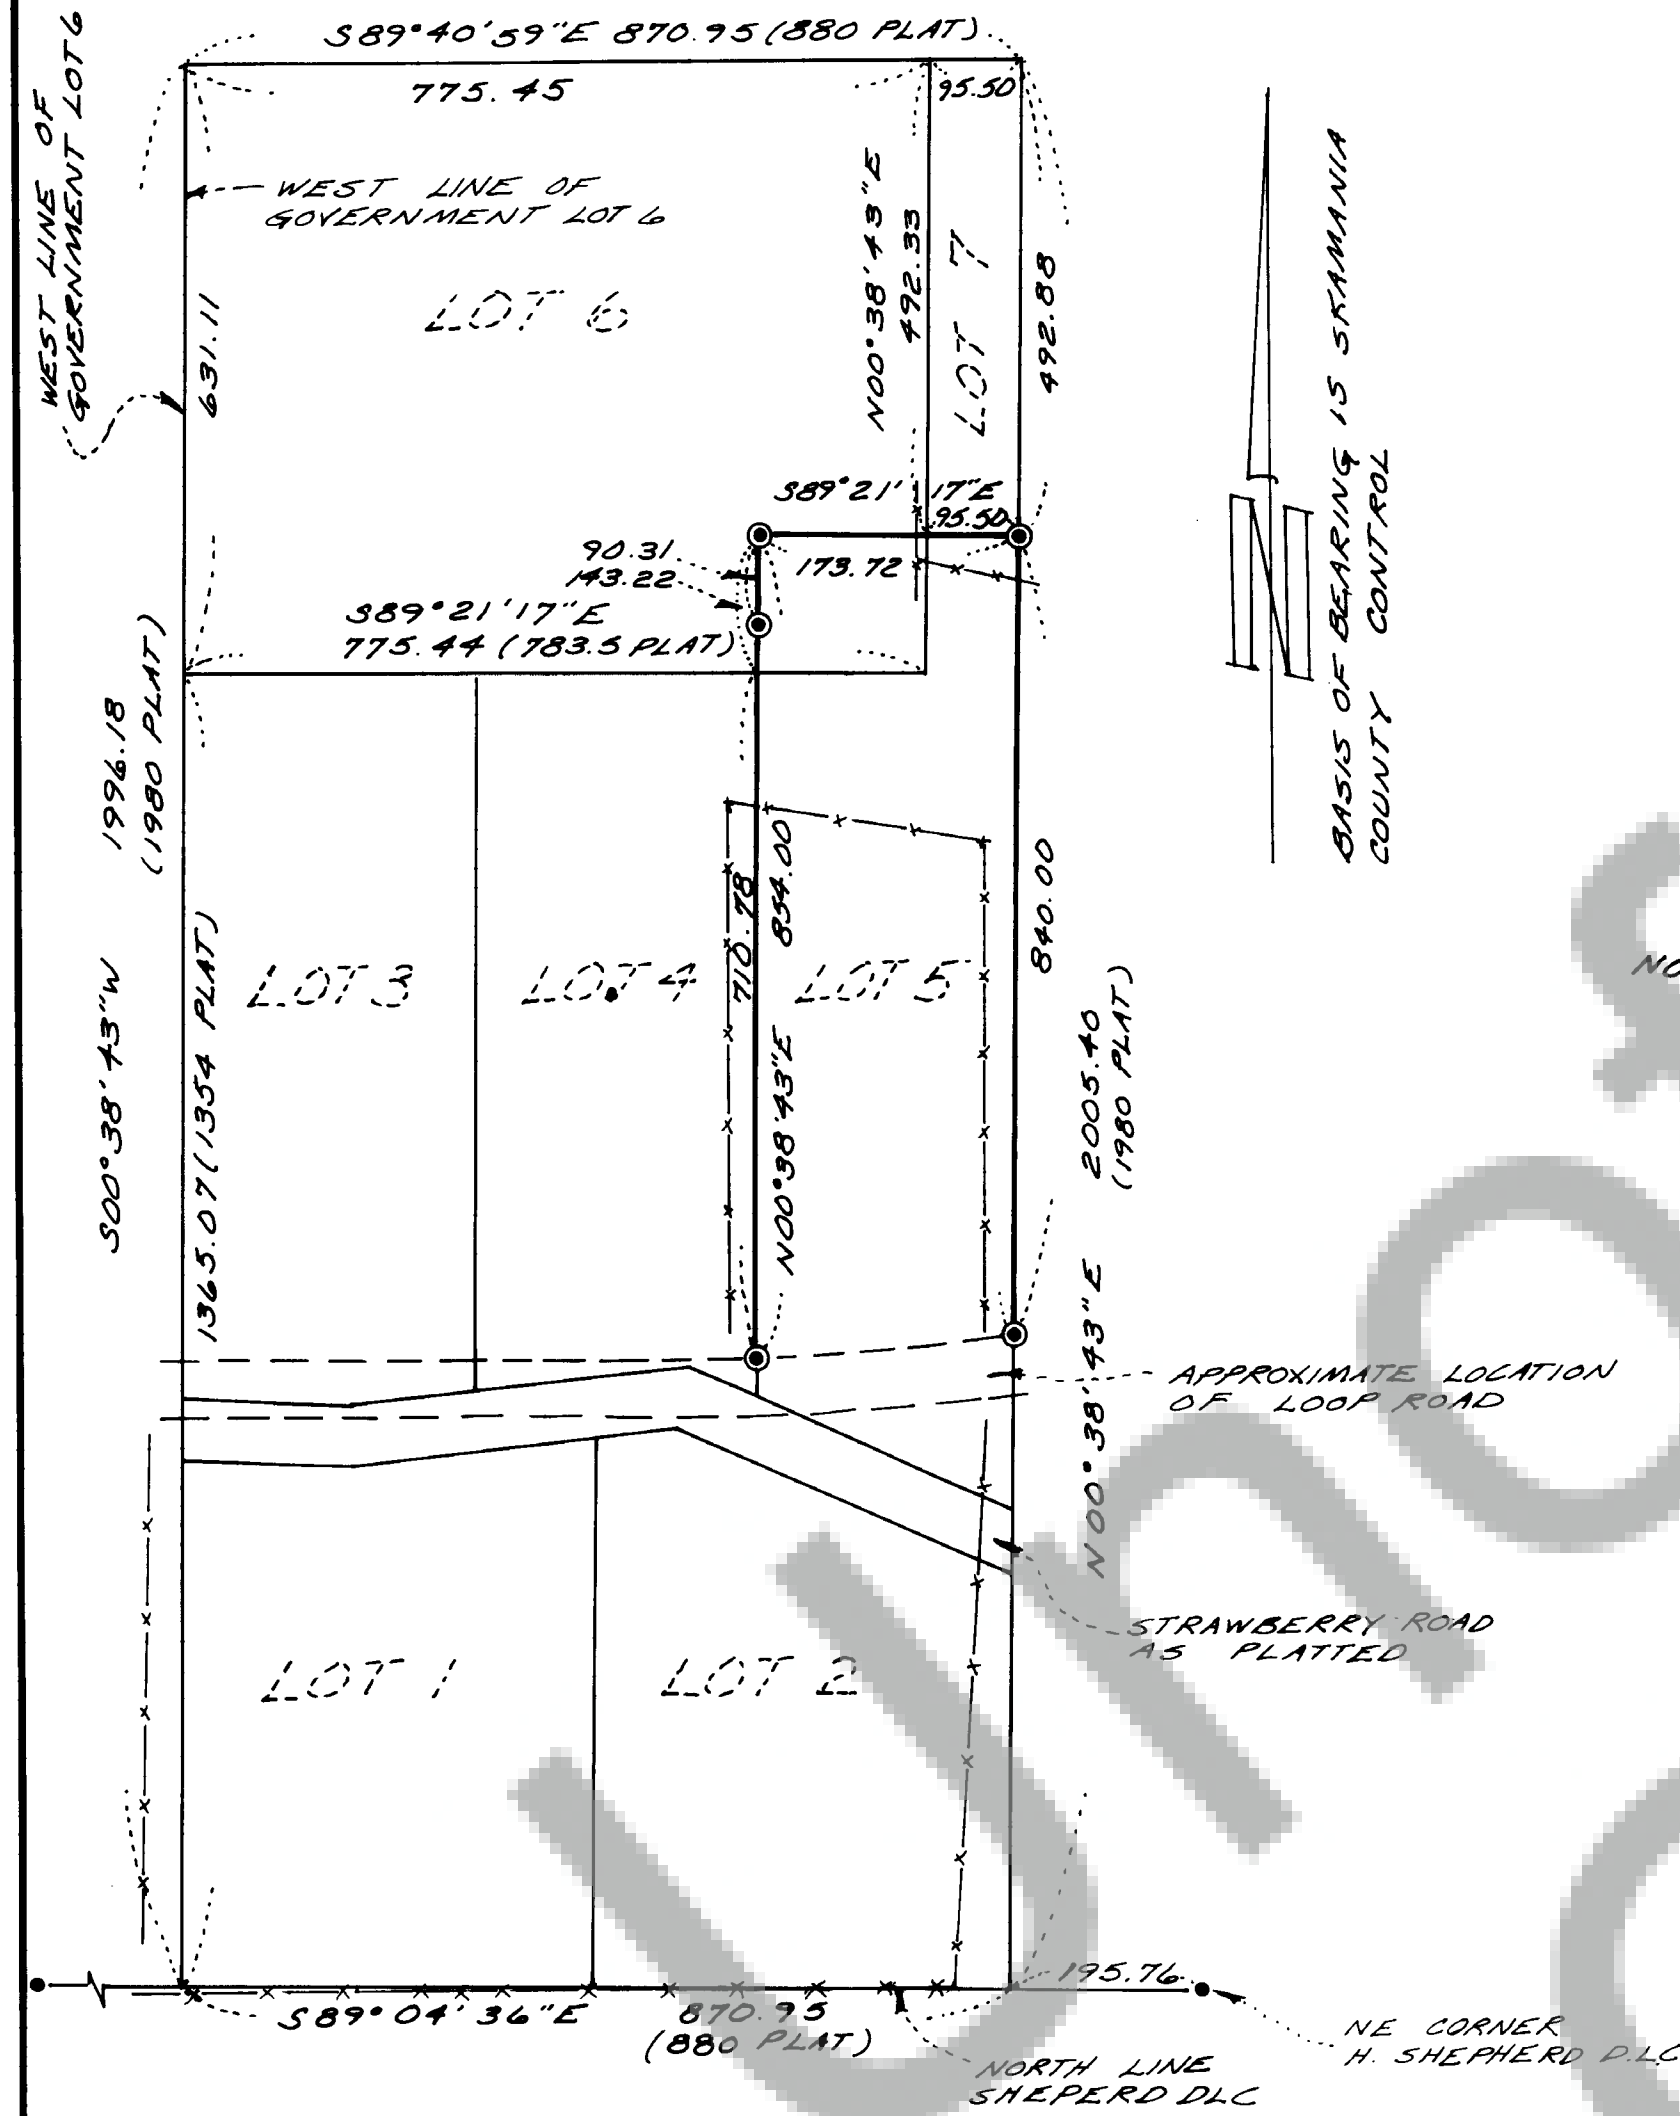 S89°40'59"E 870.95 (880 PLAT)
775.45
95.50
WEST LINE OF
GOVERNMENT LOT 6
WEST LINE OF
GOVERNMENT LOT 6
631.11
LOT 6
N00°38'43"E
492.33
LOT 7
492.88
BASIS OF BEARING IS SKAMANIA
COUNTY CONTROL
N
S89°21'17"E
95.50
173.72
90.31
143.22
S89°21'17"E
775.44 (783.5 PLAT)
1996.18
(1980 PLAT)
S00°38'43"W
1365.07 (1354 PLAT)
LOT 3
LOT 4
710.78
854.00
N00°38'43"E
LOT 5
840.00
2005.40
(1980 PLAT)
N00°38'43"E
NO
APPROXIMATE LOCATION
OF LOOP ROAD
STRAWBERRY ROAD
AS PLATTED
LOT 1
LOT 2
195.76
S89°04'36"E 870.95
(880 PLAT)
NORTH LINE
SHEPERD DLC
NE CORNER
H. SHEPHERD D.L.C